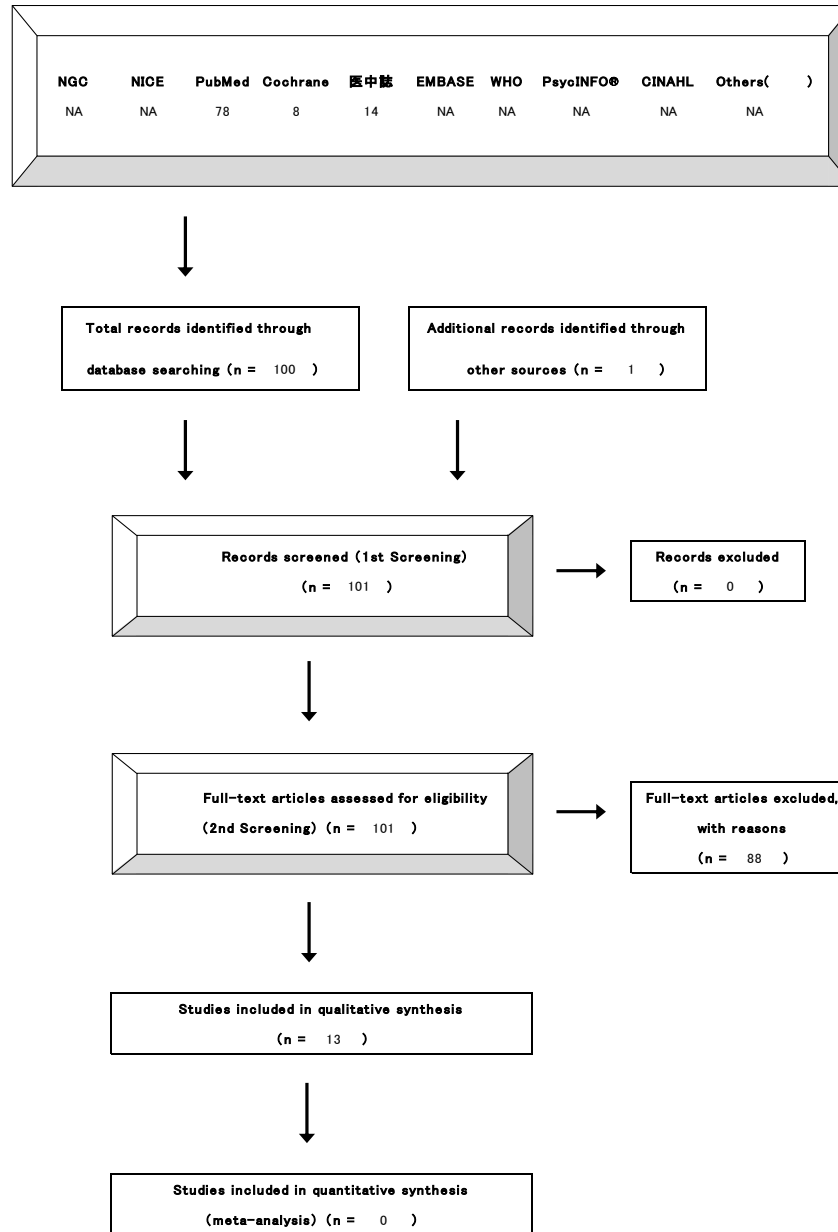 NGC NICE PubMed Cochrane 医中誌 EMBASE WHO PsycINFO® CINAHL Others( )
NA NA 78 8 14 NA NA NA NA NA
Total records identified through
database searching (n = 100 )
Additional records identified through
other sources (n = 1 )
Records screened (1st Screening)
(n = 101 )
Records excluded
(n = 0 )
Full-text articles assessed for eligibility
(2nd Screening) (n = 101 )
Full-text articles excluded,
with reasons
(n = 88 )
Studies included in qualitative synthesis
(n = 13 )
Studies included in quantitative synthesis
(meta-analysis) (n = 0 )